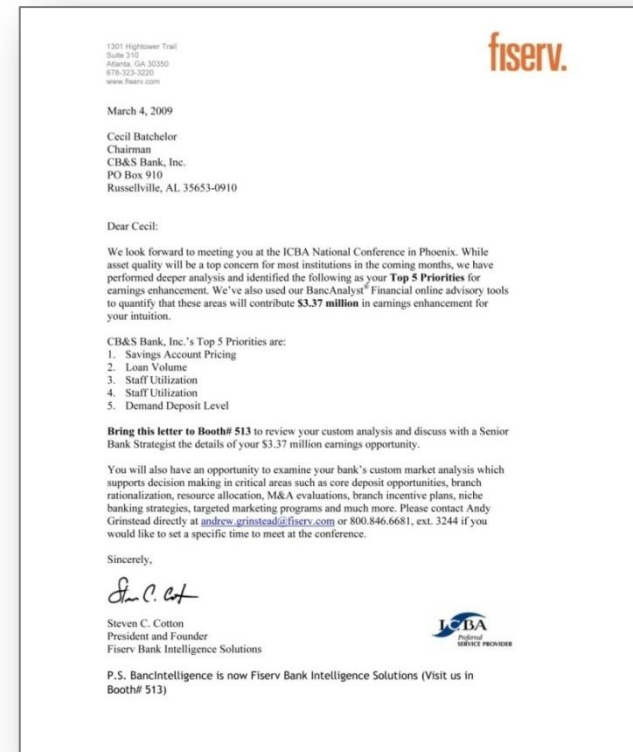 1301 Hightower Trail
Suite 310
Atlanta, GA 30350
678-323-3220
www.fiserv.com
fiserv.
March 4, 2009
Cecil Batchelor
Chairman
CB&S Bank, Inc.
PO Box 910
Russellville, AL 35653-0910
Dear Cecil:
We look forward to meeting you at the ICBA National Conference in Phoenix. While
asset quality will be a top concern for most institutions in the coming months, we have
performed deeper analysis and identified the following as your Top 5 Priorities for
earnings enhancement. We've also used our BancAnalyst® Financial online advisory tools
to quantify that these areas will contribute $3.37 million in earnings enhancement for
your intuition.
CB&S Bank, Inc.'s Top 5 Priorities are:
1. Savings Account Pricing
2. Loan Volume
3. Staff Utilization
4. Staff Utilization
5. Demand Deposit Level
Bring this letter to Booth# 513 to review your custom analysis and discuss with a Senior
Bank Strategist the details of your $3.37 million earnings opportunity.
You will also have an opportunity to examine your bank's custom market analysis which
supports decision making in critical areas such as core deposit opportunities, branch
rationalization, resource allocation, M&A evaluations, branch incentive plans, niche
banking strategies, targeted marketing programs and much more. Please contact Andy
Grinstead directly at andrew.grinstead@fiserv.com or 800.846.6681, ext. 3244 if you
would like to set a specific time to meet at the conference.
Sincerely,
Steven C. Cotton
President and Founder
Fiserv Bank Intelligence Solutions
ICBA
Preferred
SERVICE PROVIDER
P.S. BancIntelligence is now Fiserv Bank Intelligence Solutions (Visit us in
Booth# 513)